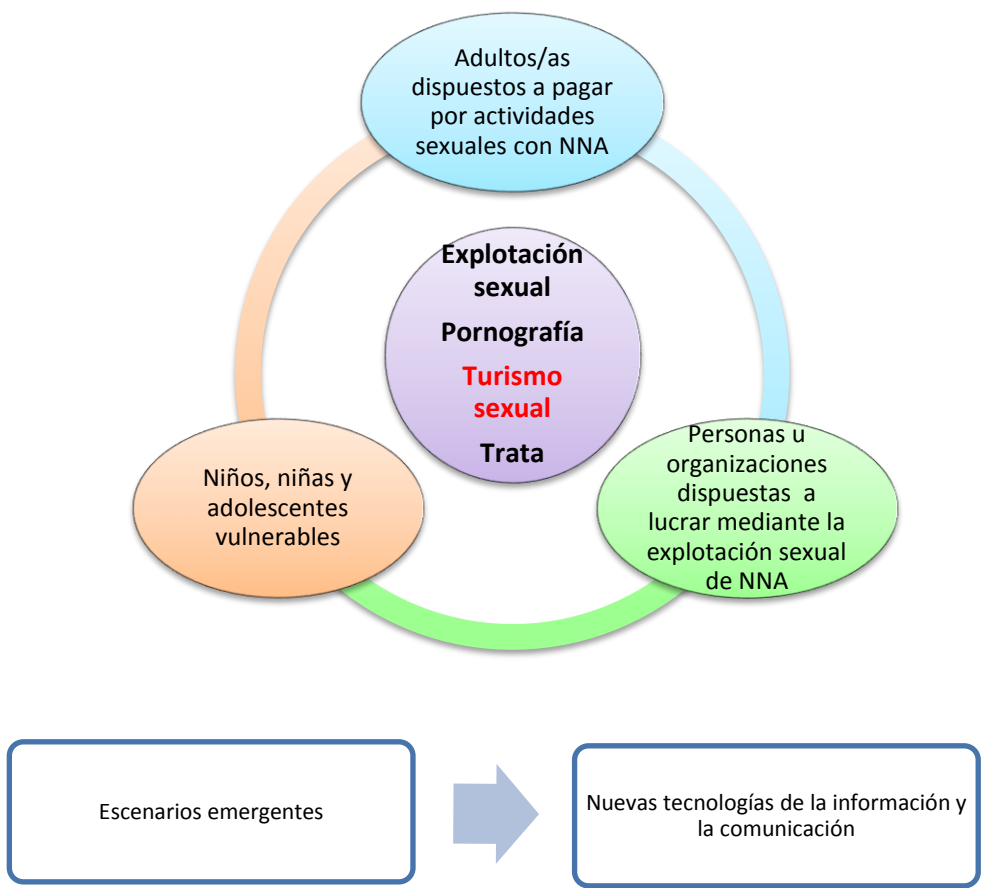 Adultos/as
dispuestos a pagar
por actividades
sexuales con NNA
Explotación
sexual
Pornografía
Turismo
sexual
Trata
Niños, niñas y
adolescentes
vulnerables
Personas u
organizaciones
dispuestas a
lucrar mediante la
explotación sexual
de NNA
Escenarios emergentes
Nuevas tecnologías de la información y
la comunicación